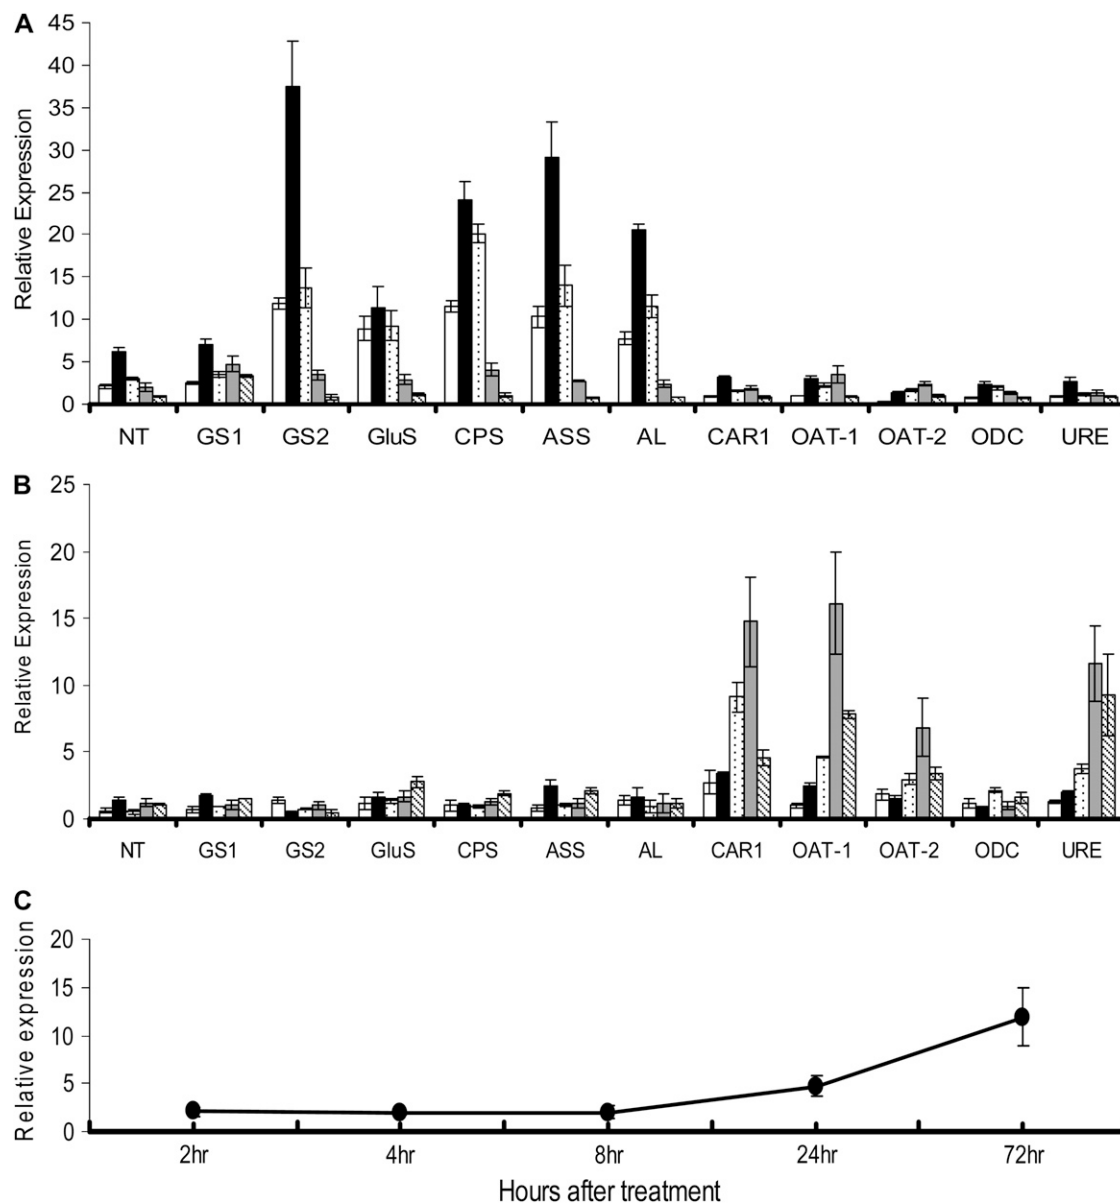 A
Relative Expression
45
40
35
30
25
20
15
10
5
0
NT GS1 GS2 GluS CPS ASS AL CAR1 OAT-1 OAT-2 ODC URE
B
Relative Expression
25
20
15
10
5
0
NT GS1 GS2 GluS CPS ASS AL CAR1 OAT-1 OAT-2 ODC URE
C
Relative expression
20
15
10
5
0
2hr 4hr 8hr 24hr 72hr
Hours after treatment